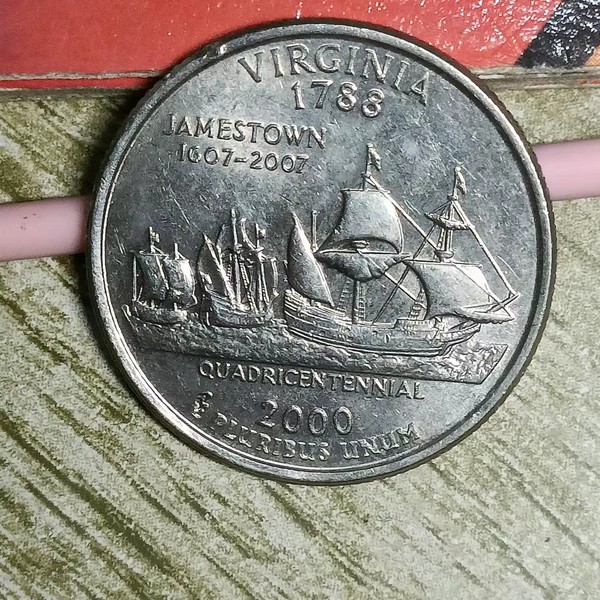 VIRGINIA
1788
JAMESTOWN
1607-2007
QUADRICENTENNIAL
2000
E PLURIBUS UNUM